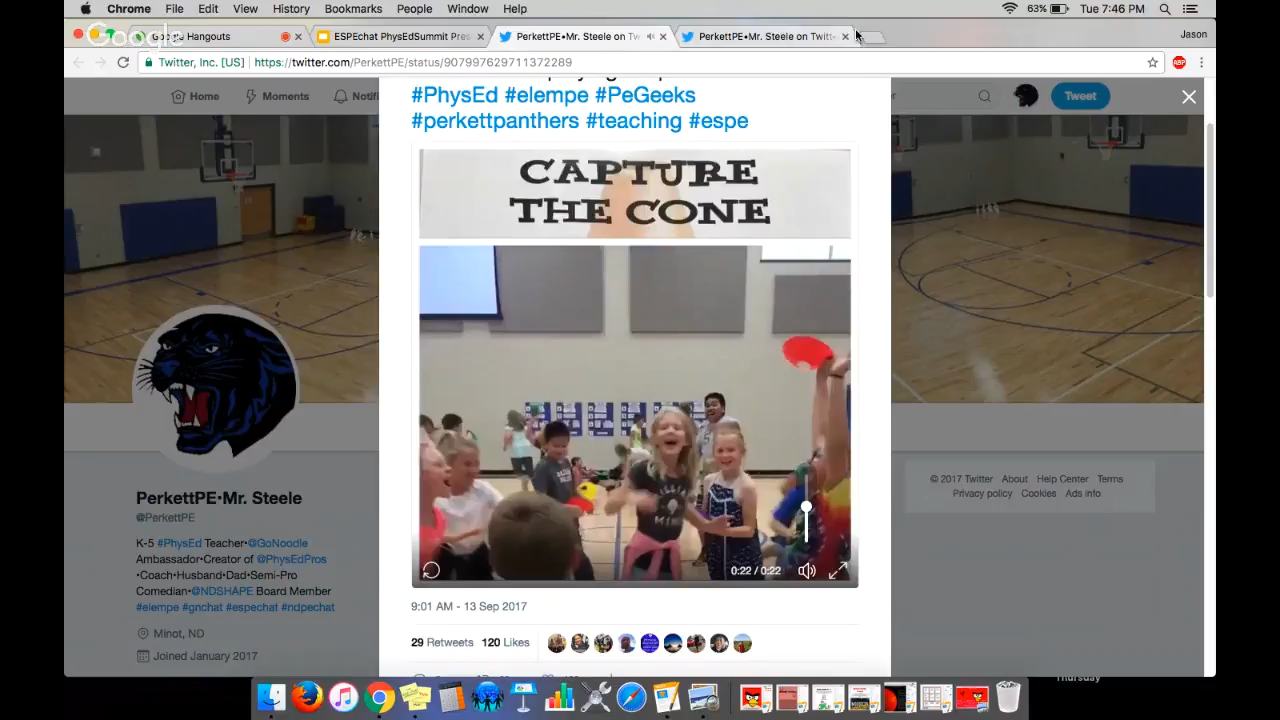 Chrome File Edit View History Bookmarks People Window Help 63% Tue 7:46 PM
Google Hangouts ESPEchat PhysEdSummit Pres PerkettPE•Mr. Steele on Tw PerkettPE•Mr. Steele on Twitt Jason
Twitter, Inc. [US] https://twitter.com/PerkettPE/status/907997629711372289 ABP
Home Moments Notifi Tweet
#PhysEd #elempe #PeGeeks
#perkettpanthers #teaching #espe
CAPTURE
THE CONE
0:22 / 0:22
9:01 AM - 13 Sep 2017
29 Retweets 120 Likes
PerkettPE•Mr. Steele
@PerkettPE
K-5 #PhysEd Teacher•@GoNoodle
Ambassador•Creator of @PhysEdPros
•Coach•Husband•Dad•Semi-Pro
Comedian•@NDSHAPE Board Member
#elempe #gnchat #espechat #ndpechat
Minot, ND
Joined January 2017
© 2017 Twitter About Help Center Terms
Privacy policy Cookies Ads info
Thursday